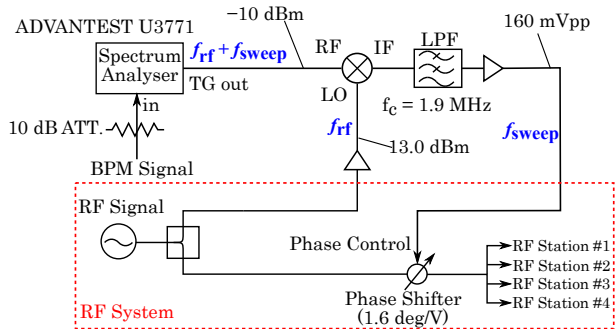 ADVANTEST U3771
−10 dBm
160 mVpp
Spectrum
Analyser
f_rf + f_sweep
TG out
RF
IF
LPF
LO
in
f_c = 1.9 MHz
f_rf
f_sweep
10 dB ATT.
13.0 dBm
BPM Signal
RF Signal
Phase Control
RF Station #1
RF Station #2
RF Station #3
RF Station #4
Phase Shifter
(1.6 deg/V)
RF System